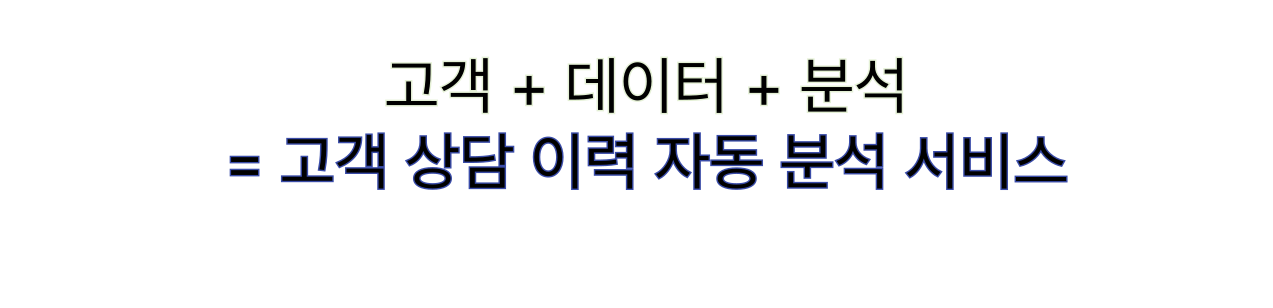 고객 + 데이터 + 분석
= 고객 상담 이력 자동 분석 서비스